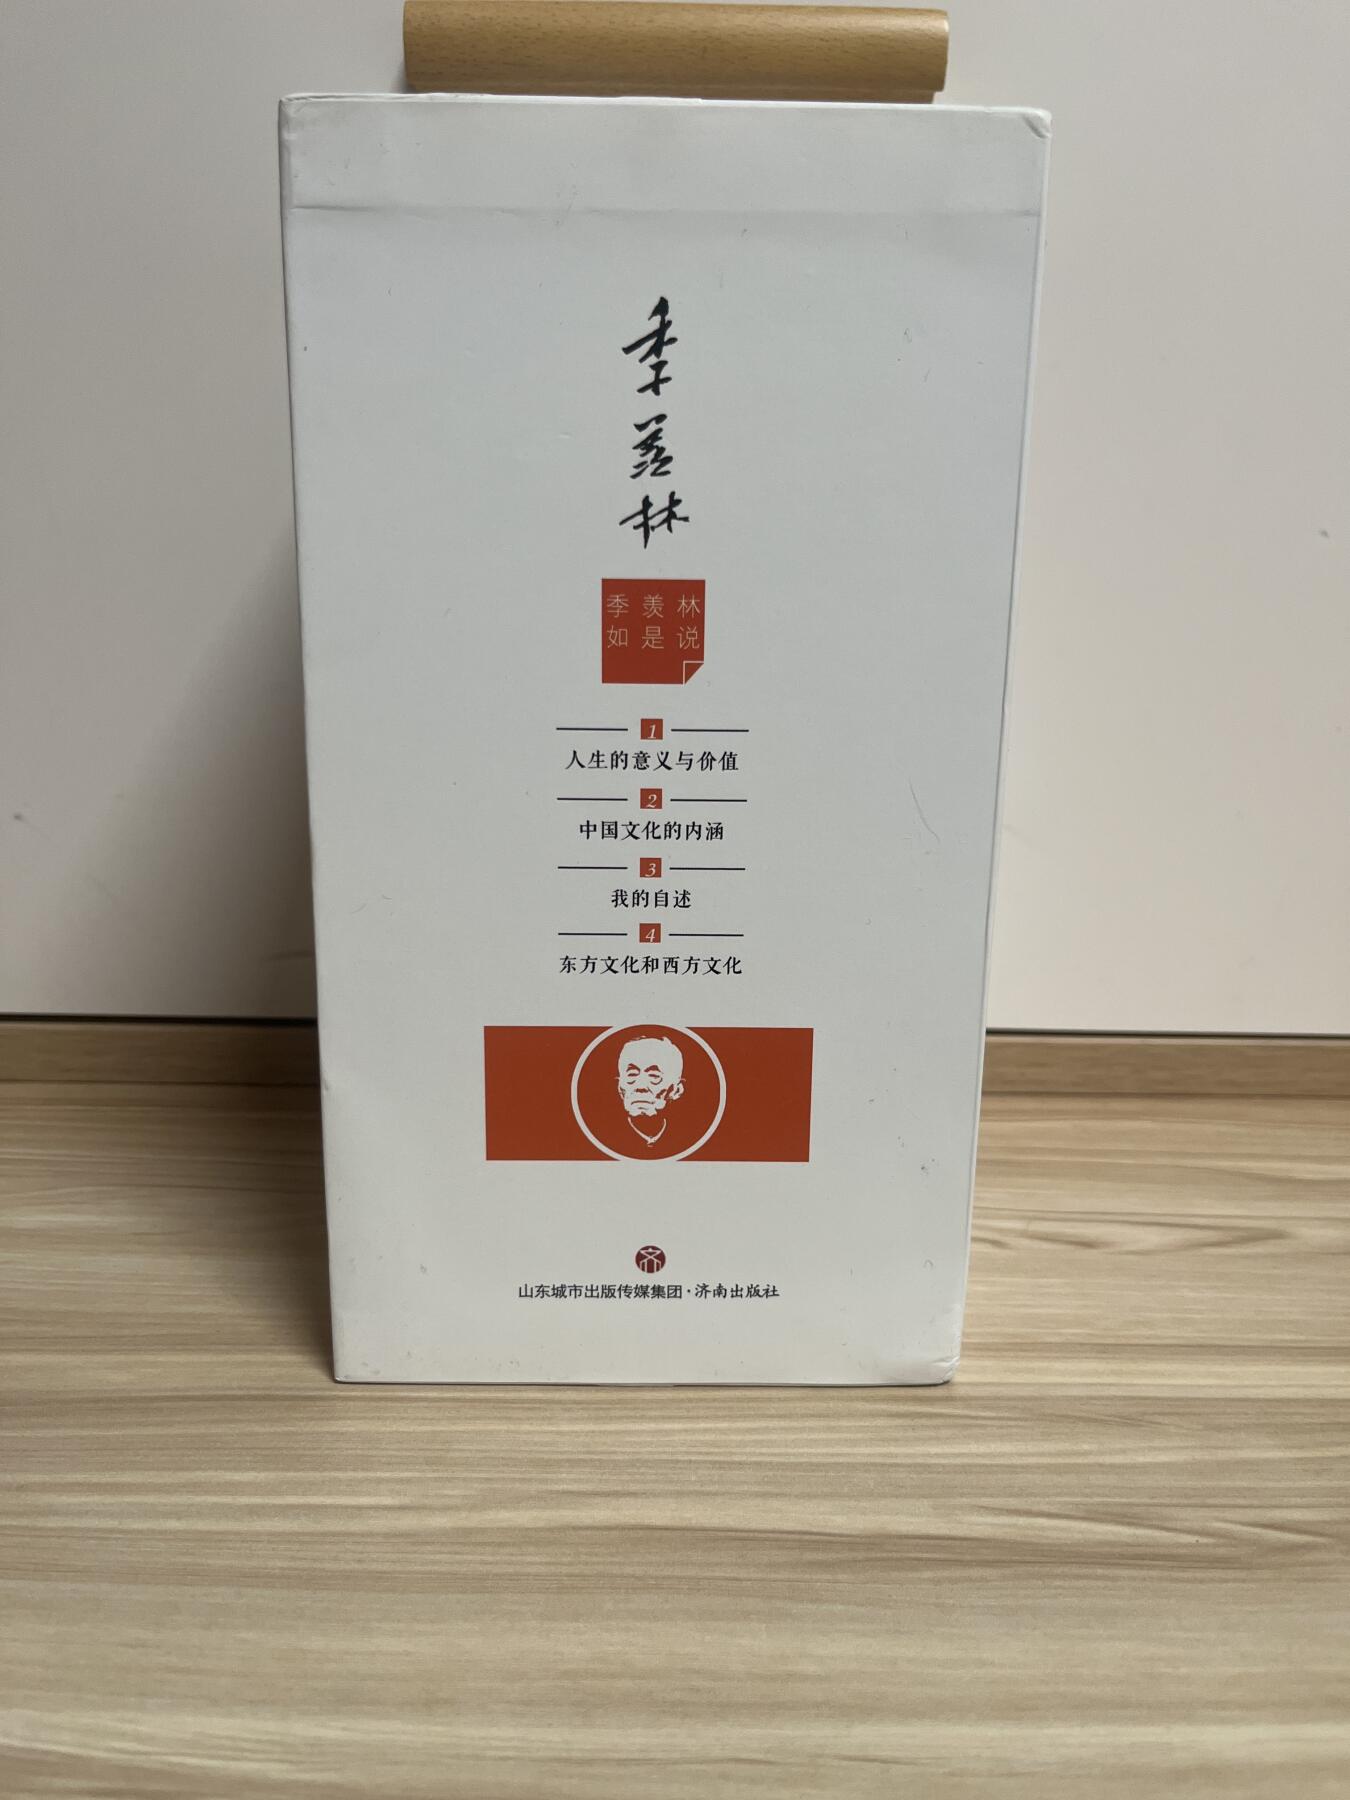 季羡林
季羡林
如是说
1
人生的意义与价值
2
中国文化的内涵
3
我的自述
4
东方文化和西方文化
山东城市出版传媒集团·济南出版社